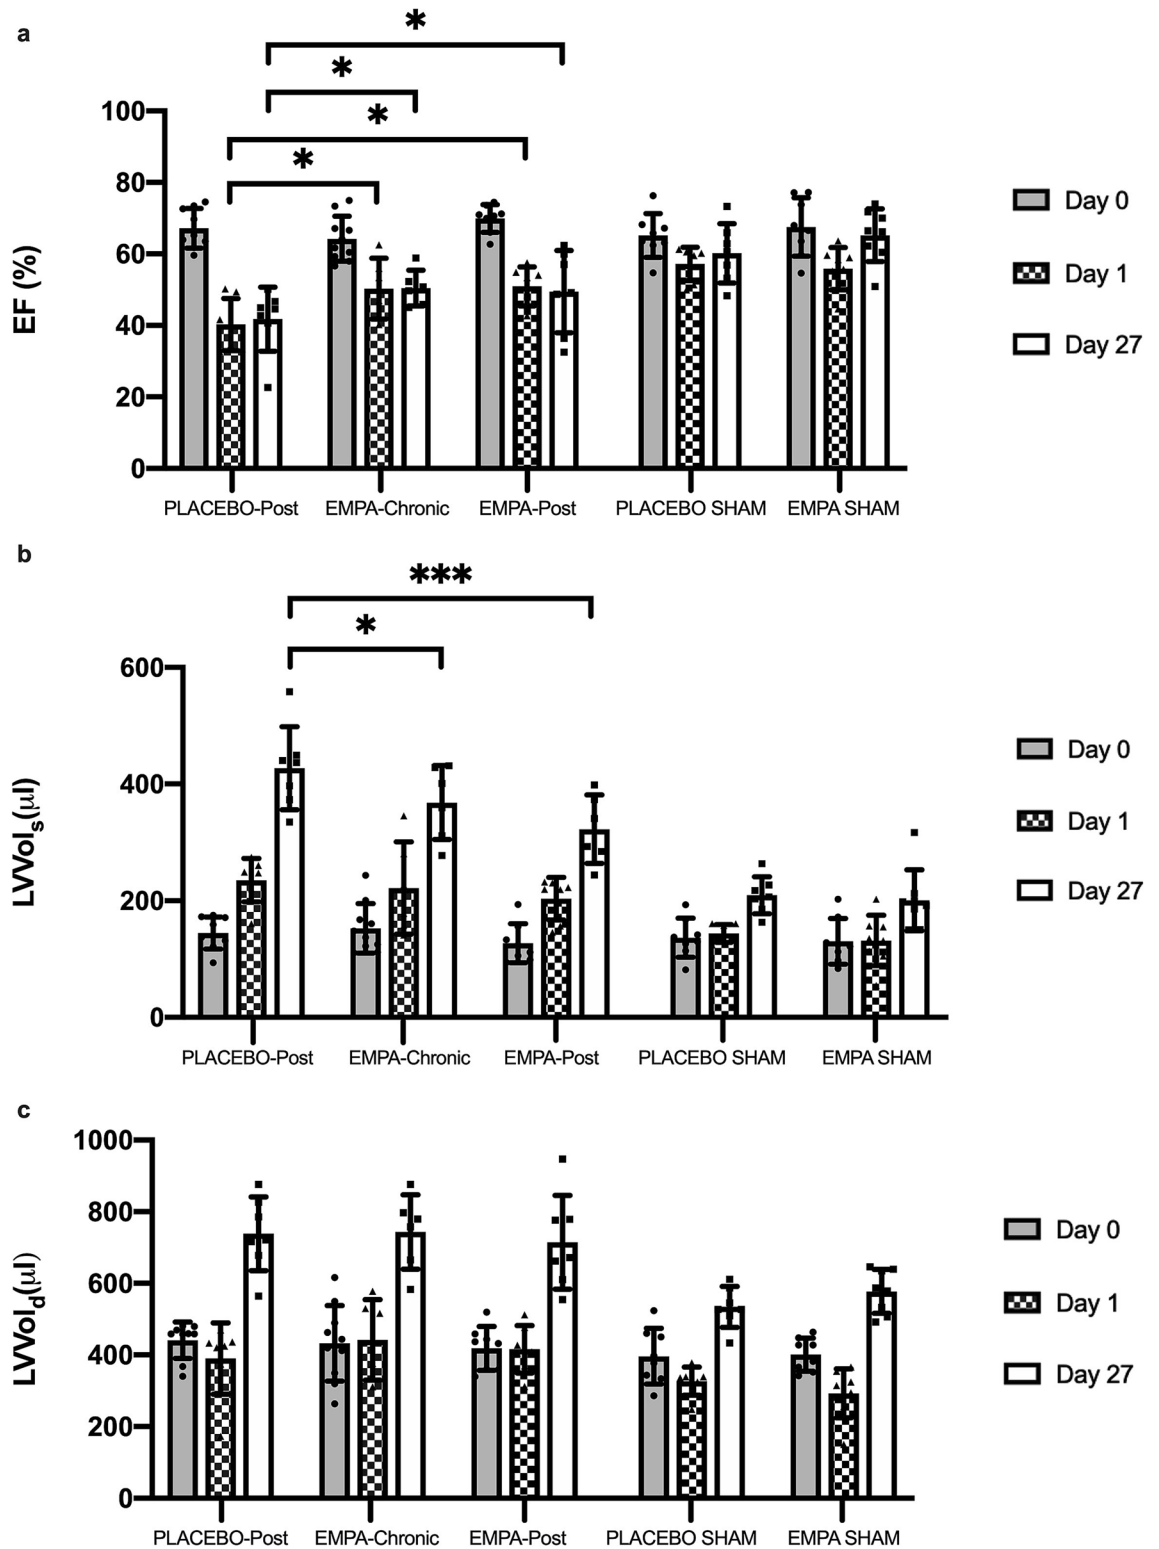 a
*
*
*
*
100
80
60
40
20
0
EF (%)
PLACEBO-Post
EMPA-Chronic
EMPA-Post
PLACEBO SHAM
EMPA SHAM
Day 0
Day 1
Day 27
b
***
*
600
400
200
0
LVVols(μl)
PLACEBO-Post
EMPA-Chronic
EMPA-Post
PLACEBO SHAM
EMPA SHAM
Day 0
Day 1
Day 27
c
1000
800
600
400
200
0
LVVold(μl)
PLACEBO-Post
EMPA-Chronic
EMPA-Post
PLACEBO SHAM
EMPA SHAM
Day 0
Day 1
Day 27